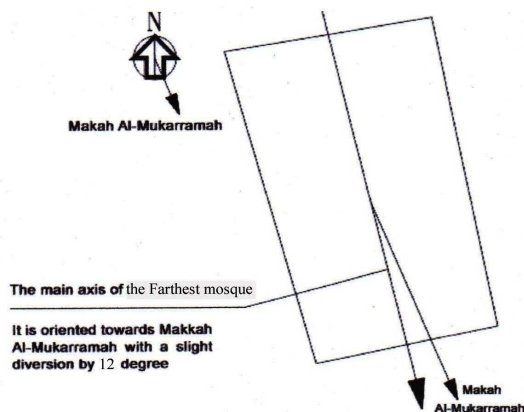 N
Makah Al-Mukarramah
The main axis of the Farthest mosque
It is oriented towards Makkah
Al-Mukarramah with a slight
diversion by 12 degree
Makah
Al-Mukarramah